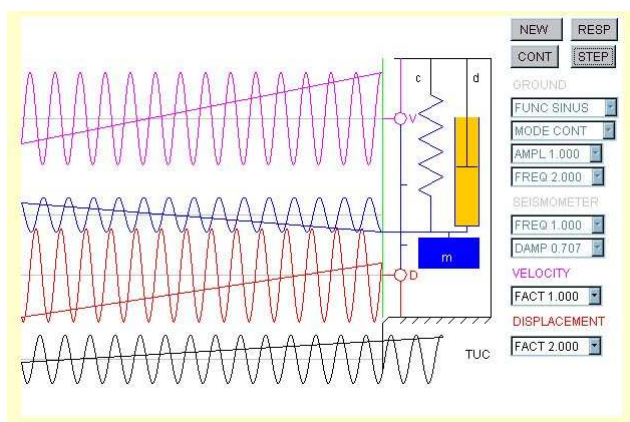 NEW RESP
CONT STEP
GROUND
FUNC SINUS
MODE CONT
AMPL 1.000
FREQ 2.000
SEISMOMETER
FREQ 1.000
DAMP 0.707
VELOCITY
FACT 1.000
DISPLACEMENT
FACT 2.000
c d
V
m
D
TUC